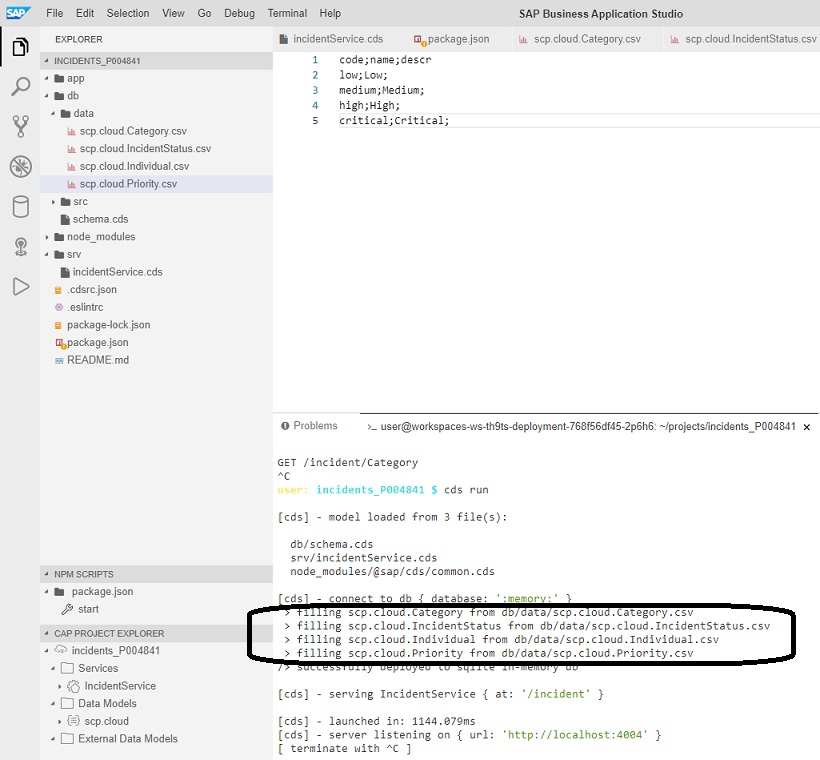 SAP File Edit Selection View Go Debug Terminal Help SAP Business Application Studio
EXPLORER
INCIDENTS_P004841
app
db
data
scp.cloud.Category.csv
scp.cloud.IncidentStatus.csv
scp.cloud.Individual.csv
scp.cloud.Priority.csv
src
schema.cds
node_modules
srv
incidentService.cds
.cdsrc.json
.eslintrc
package-lock.json
package.json
README.md
NPM SCRIPTS
package.json
start
CAP PROJECT EXPLORER
incidents_P004841
Services
IncidentService
Data Models
scp.cloud
External Data Models
incidentService.cds package.json scp.cloud.Category.csv scp.cloud.IncidentStatus.csv
1 code;name;descr
2 low;Low;
3 medium;Medium;
4 high;High;
5 critical;Critical;
Problems >_ user@workspaces-ws-th9ts-deployment-768f56df45-2p6h6: ~/projects/incidents_P004841 ×
GET /incident/Category
^C
user: incidents_P004841 $ cds run
[cds] - model loaded from 3 file(s):
db/schema.cds
srv/incidentService.cds
node_modules/@sap/cds/common.cds
[cds] - connect to db { database: ':memory:' }
> filling scp.cloud.Category from db/data/scp.cloud.Category.csv
> filling scp.cloud.IncidentStatus from db/data/scp.cloud.IncidentStatus.csv
> filling scp.cloud.Individual from db/data/scp.cloud.Individual.csv
> filling scp.cloud.Priority from db/data/scp.cloud.Priority.csv
/> successfully deployed to sqlite in-memory db
[cds] - serving IncidentService { at: '/incident' }
[cds] - launched in: 1144.079ms
[cds] - server listening on { url: 'http://localhost:4004' }
[ terminate with ^C ]